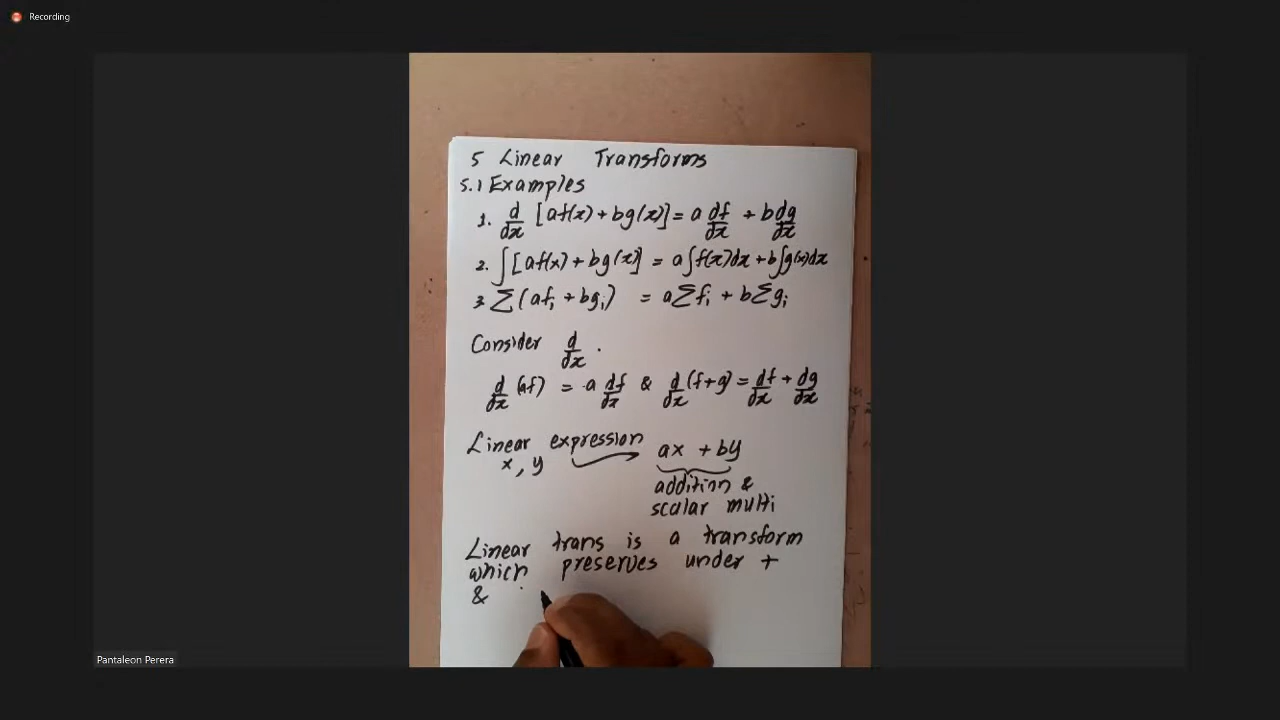 Recording
5 Linear Transforms
5.1 Examples
1. d/dx [af(x) + bg(x)] = a df/dx + b dg/dx
2. ∫[af(x) + bg(x)] = a∫f(x)dx + b∫g(x)dx
3. ∑(afᵢ + bgᵢ) = a∑fᵢ + b∑gᵢ
Consider d/dx .
d/dx (af) = a df/dx & d/dx (f+g) = df/dx + dg/dx
Linear expression ax + by
x, y
addition &
scalar multi
Linear trans is a transform
which preserves under +
& ·
Pantaleon Perera